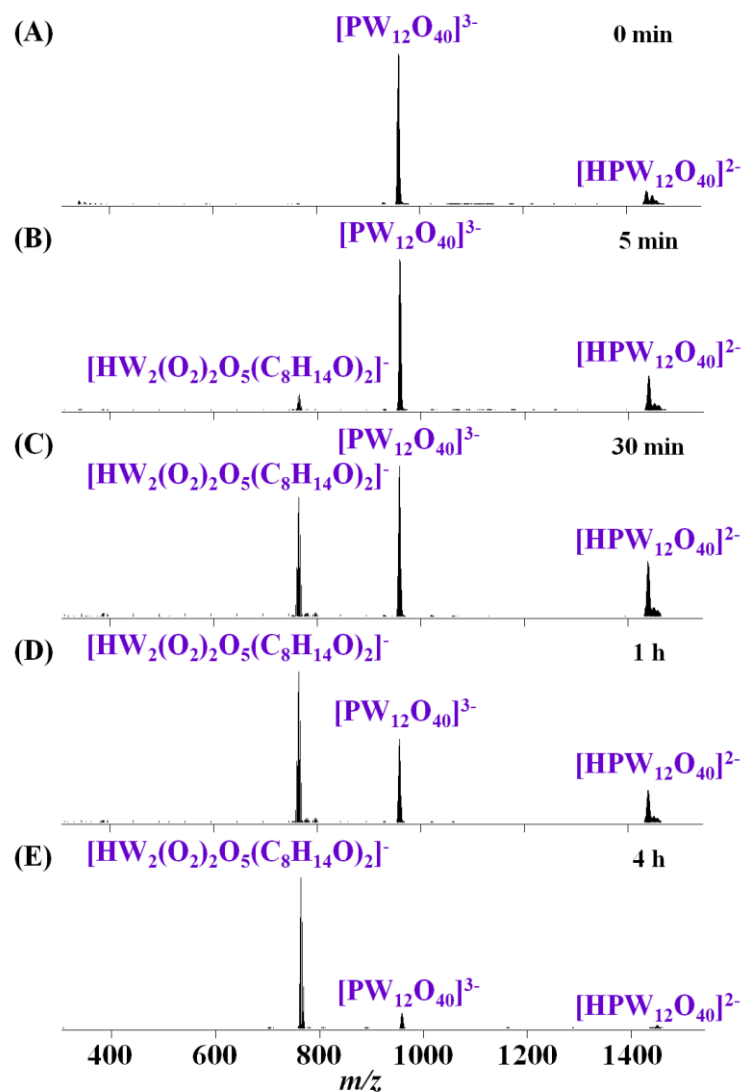 (A)
[PW₁₂O₄₀]³⁻
0 min
[HPW₁₂O₄₀]²⁻
(B)
[PW₁₂O₄₀]³⁻
5 min
[HW₂(O₂)₂O₅(C₈H₁₄O)₂]⁻
[HPW₁₂O₄₀]²⁻
(C)
[PW₁₂O₄₀]³⁻
30 min
[HW₂(O₂)₂O₅(C₈H₁₄O)₂]⁻
[HPW₁₂O₄₀]²⁻
(D)
[HW₂(O₂)₂O₅(C₈H₁₄O)₂]⁻
1 h
[PW₁₂O₄₀]³⁻
[HPW₁₂O₄₀]²⁻
(E)
[HW₂(O₂)₂O₅(C₈H₁₄O)₂]⁻
4 h
[PW₁₂O₄₀]³⁻
[HPW₁₂O₄₀]²⁻
400 600 800 1000 1200 1400
m/z